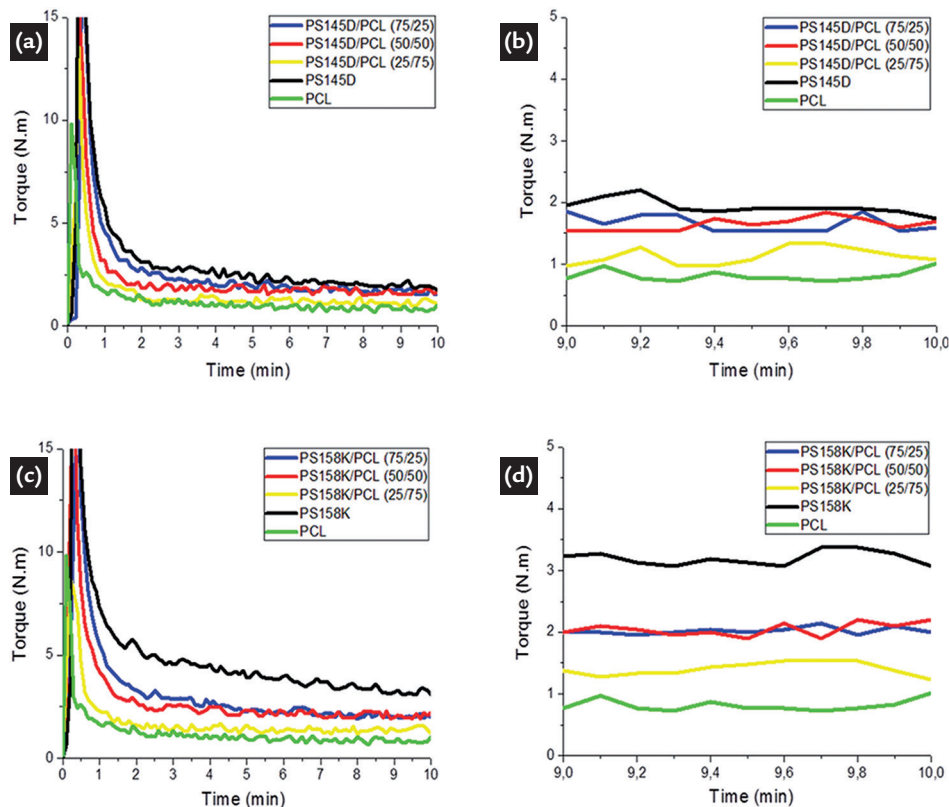 (a)
PS145D/PCL (75/25)
PS145D/PCL (50/50)
PS145D/PCL (25/75)
PS145D
PCL
Torque (N.m)
15
10
5
0
0 1 2 3 4 5 6 7 8 9 10
Time (min)
(b)
PS145D/PCL (75/25)
PS145D/PCL (50/50)
PS145D/PCL (25/75)
PS145D
PCL
Torque (N.m)
5
4
3
2
1
0
9,0 9,2 9,4 9,6 9,8 10,0
Time (min)
(c)
PS158K/PCL (75/25)
PS158K/PCL (50/50)
PS158K/PCL (25/75)
PS158K
PCL
Torque (N.m)
15
10
5
0
0 1 2 3 4 5 6 7 8 9 10
Time (min)
(d)
PS158K/PCL (75/25)
PS158K/PCL (50/50)
PS158K/PCL (25/75)
PS158K
PCL
Torque (N.m)
5
4
3
2
1
0
9,0 9,2 9,4 9,6 9,8 10,0
Time (min)